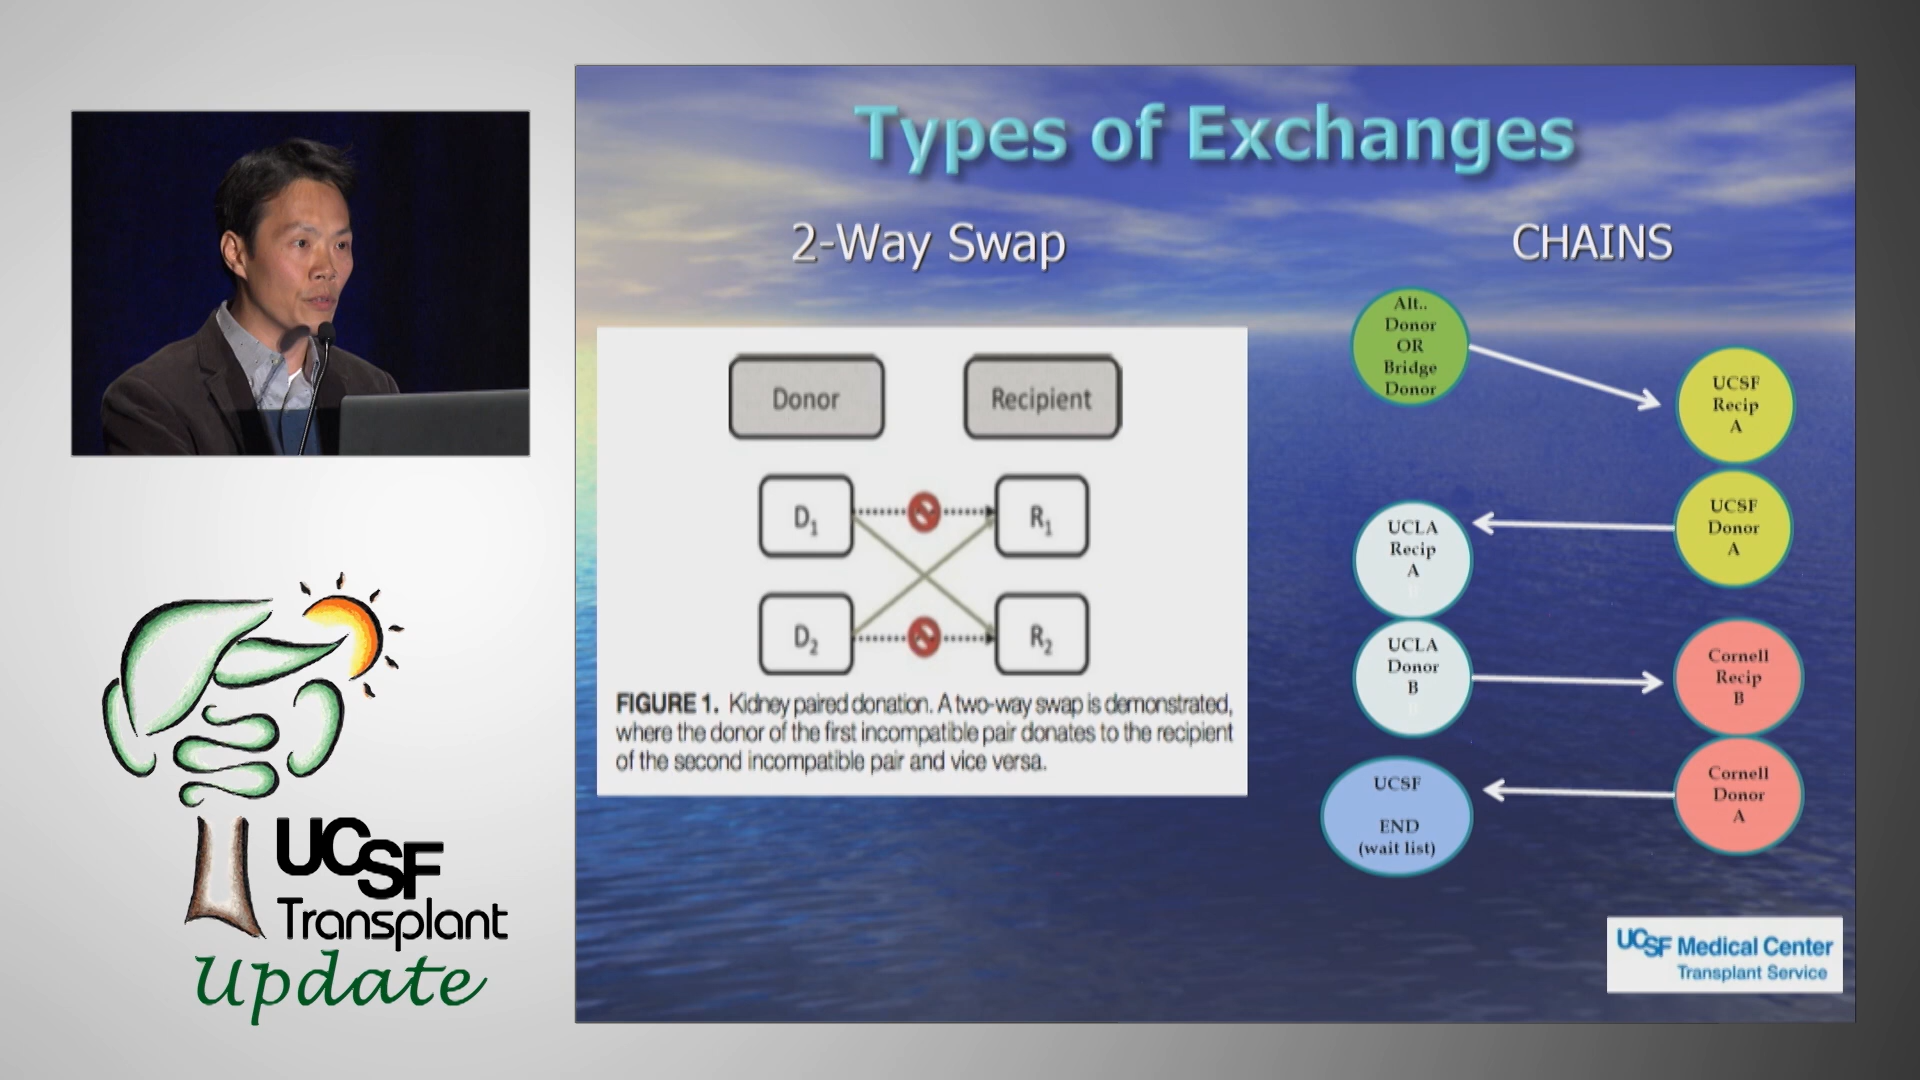 Types of Exchanges
2-Way Swap
CHAINS
Donor
Recipient
D1
R1
D2
R2
FIGURE 1. Kidney paired donation. A two-way swap is demonstrated,
where the donor of the first incompatible pair donates to the recipient
of the second incompatible pair and vice versa.
Alt..
Donor
OR
Bridge
Donor
UCSF
Recip
A
UCSF
Donor
A
UCLA
Recip
A
UCLA
Donor
B
Cornell
Recip
B
Cornell
Donor
A
UCSF
END
(wait list)
UCSF Medical Center
Transplant Service
UCSF
Transplant
Update